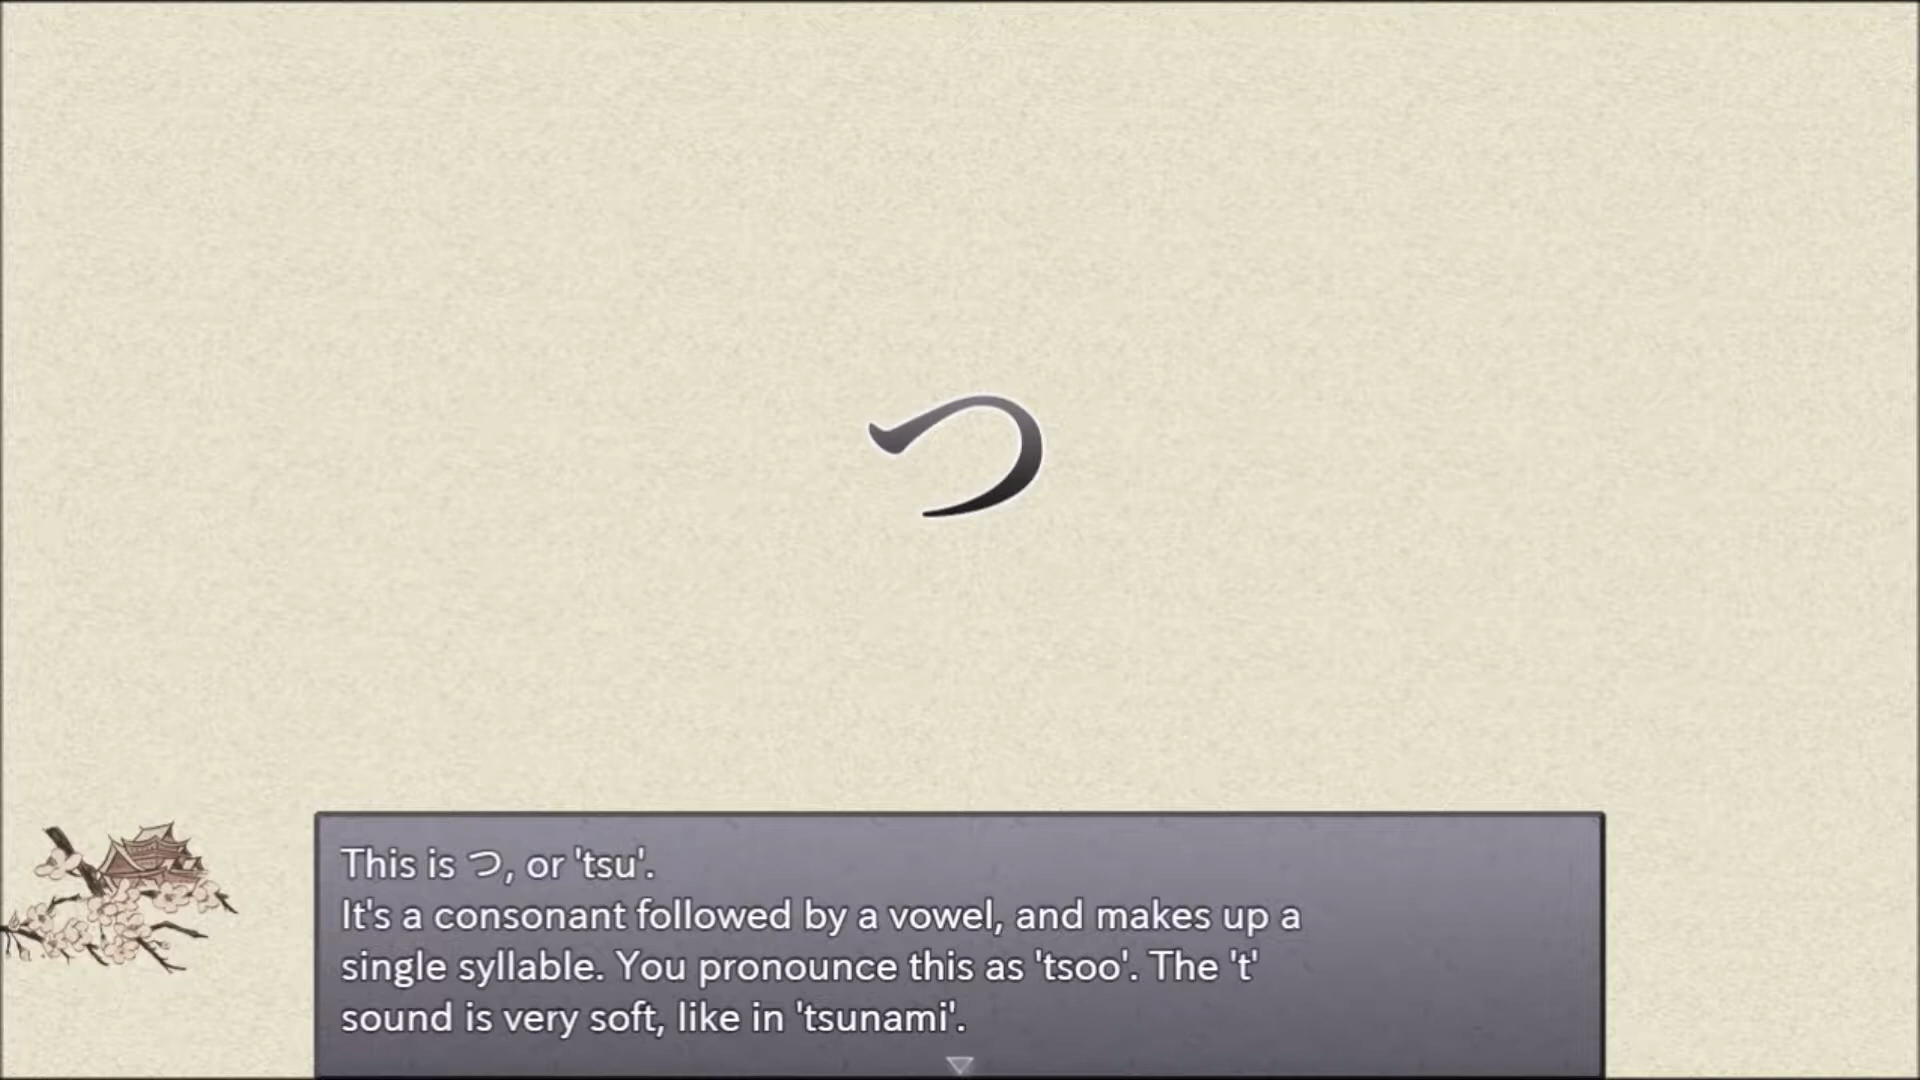 つ
This is つ, or 'tsu'.
It's a consonant followed by a vowel, and makes up a
single syllable. You pronounce this as 'tsoo'. The 't'
sound is very soft, like in 'tsunami'.